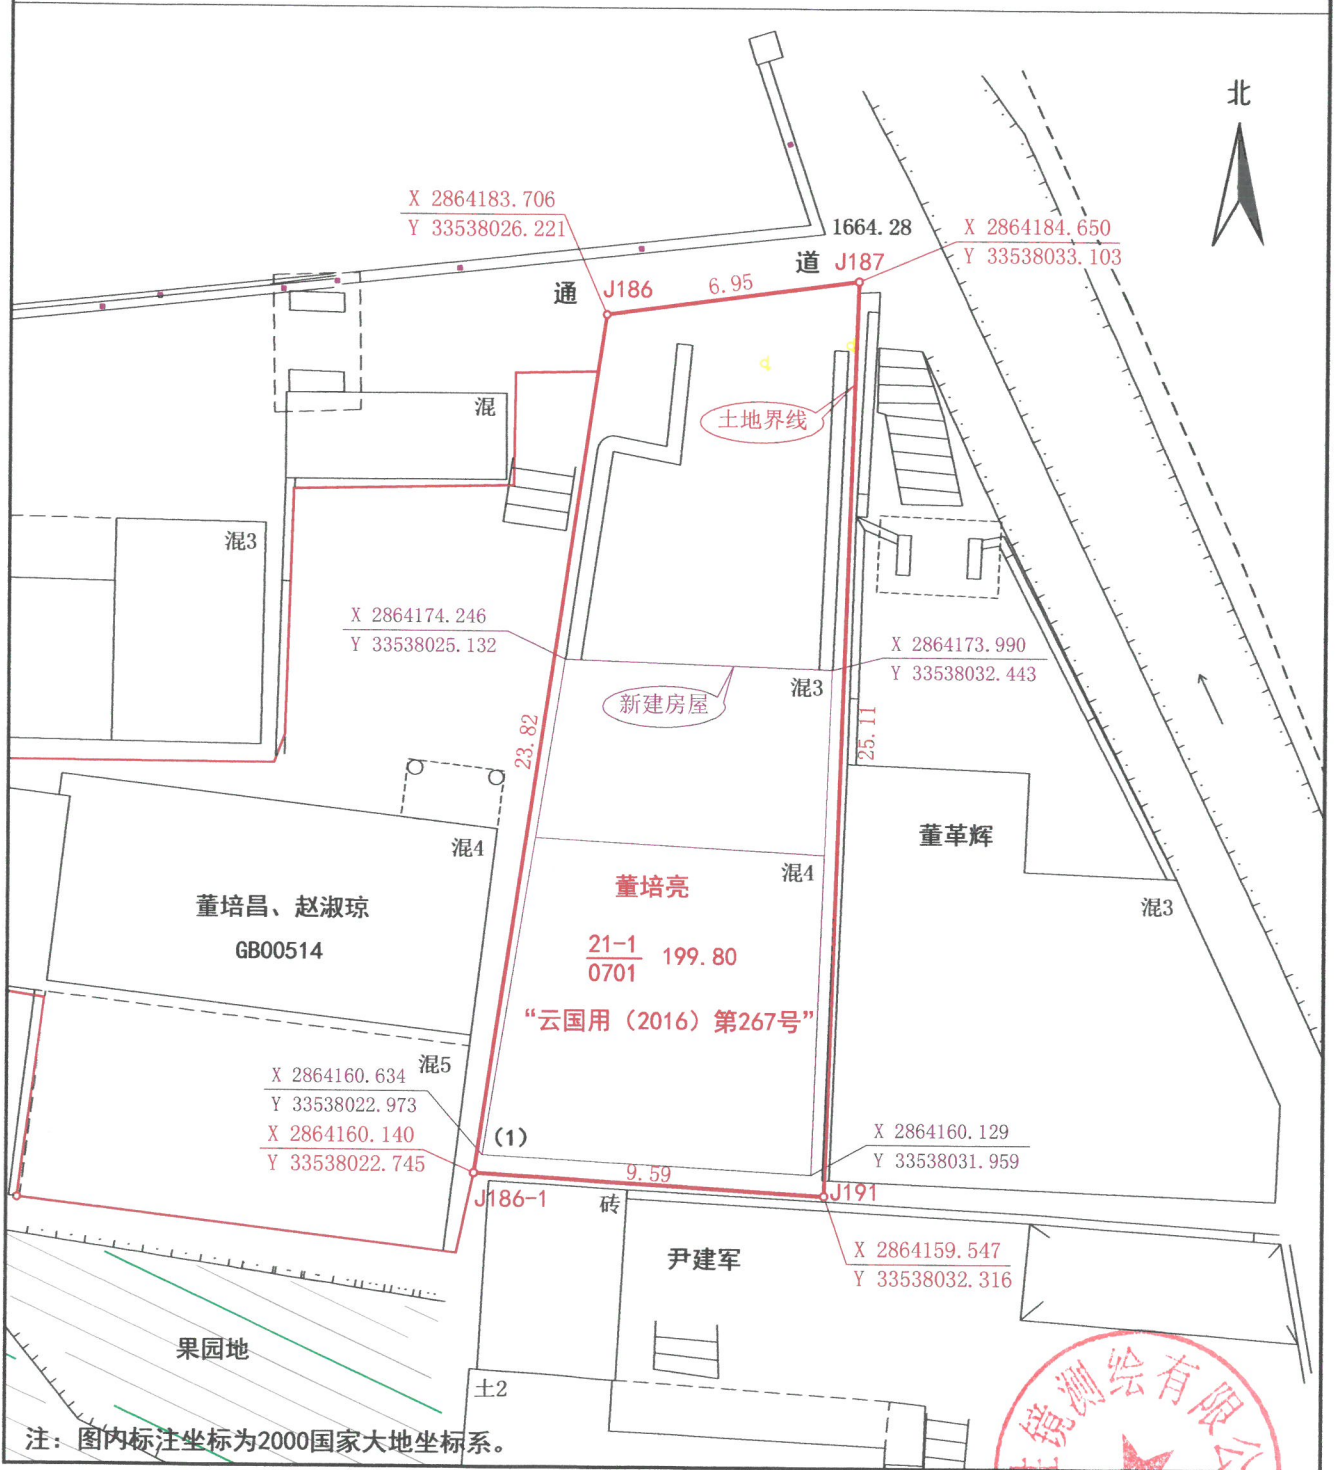 北
X 2864183.706
Y 33538026.221
1664.28
X 2864184.650
Y 33538033.103
通
J186
6.95
道
J187
混
土地界线
混3
X 2864174.246
Y 33538025.132
X 2864173.990
Y 33538032.443
混3
新建房屋
23.82
25.11
混4
董培昌、赵淑琼
GB00514
董培亮
混4
21-1
0701
199.80
“云国用（2016）第267号”
董革辉
混3
混5
X 2864160.634
Y 33538022.973
X 2864160.140
Y 33538022.745
(1)
X 2864160.129
Y 33538031.959
9.59
J186-1
J191
砖
尹建军
X 2864159.547
Y 33538032.316
果园地
土2
镜测绘有限公
注：图内标注坐标为2000国家大地坐标系。